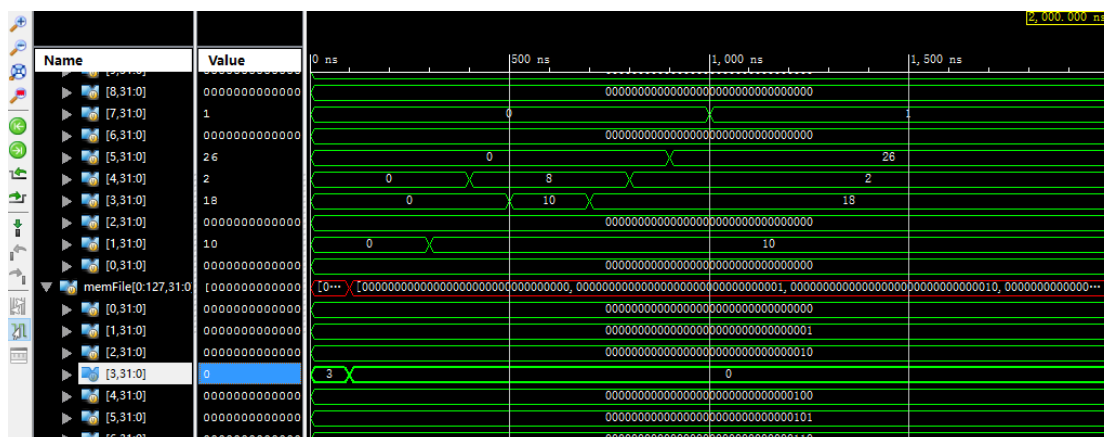 2,000.000 ns
Name Value 0 ns 500 ns 1,000 ns 1,500 ns
[8,31:0] 0000000000000 00000000000000000000000000000000
[7,31:0] 1 0 1
[6,31:0] 0000000000000 00000000000000000000000000000000
[5,31:0] 26 0 26
[4,31:0] 2 0 8 2
[3,31:0] 18 0 10 18
[2,31:0] 0000000000000 00000000000000000000000000000000
[1,31:0] 10 0 10
[0,31:0] 0000000000000 00000000000000000000000000000000
memFile[0:127,31:0] [000000000000 [0... [00000000000000000000000000000000, 00000000000000000000000000000001, 00000000000000000000000000000010, 0000000000000...
[0,31:0] 0000000000000 00000000000000000000000000000000
[1,31:0] 0000000000000 00000000000000000000000000000001
[2,31:0] 0000000000000 00000000000000000000000000000010
[3,31:0] 0 3 0
[4,31:0] 0000000000000 00000000000000000000000000000100
[5,31:0] 0000000000000 00000000000000000000000000000101